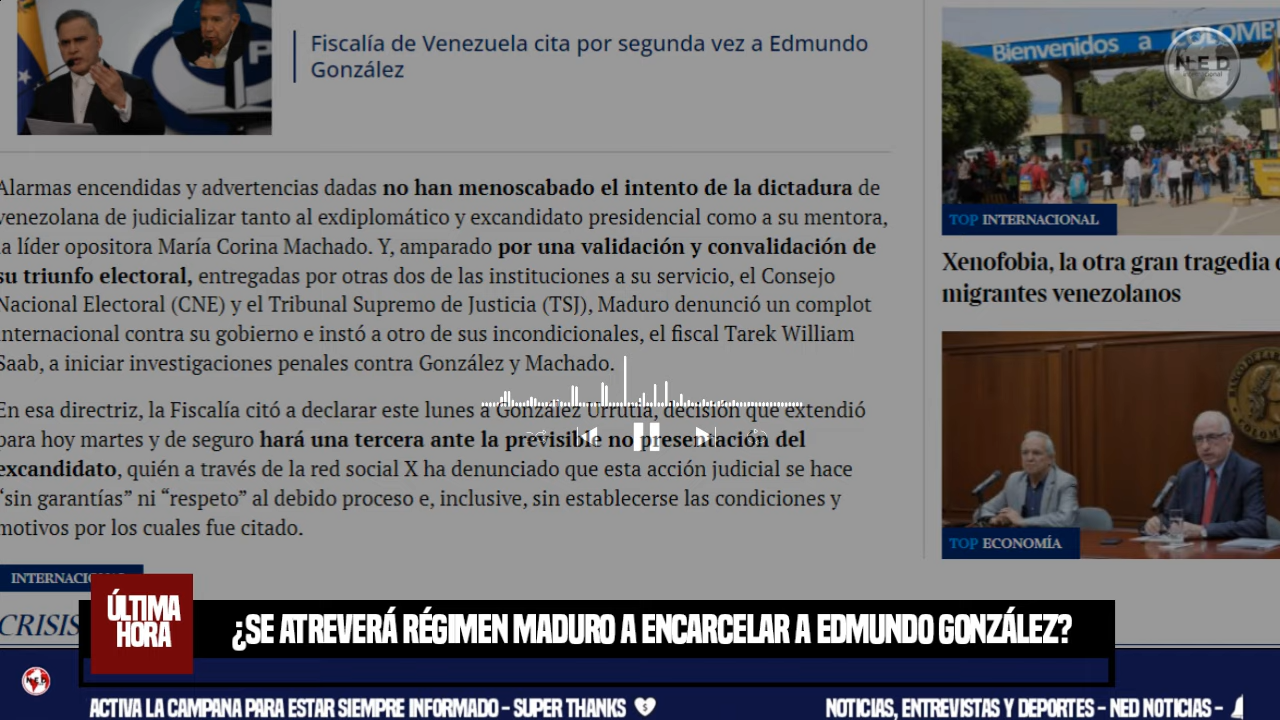 Fiscalía de Venezuela cita por segunda vez a Edmundo
González
Alarmas encendidas y advertencias dadas no han menoscabado el intento de la dictadura de
venezolana de judicializar tanto al exdiplomático y excandidato presidencial como a su mentora,
la líder opositora María Corina Machado. Y, amparado por una validación y convalidación de
su triunfo electoral, entregadas por otras dos de las instituciones a su servicio, el Consejo
Nacional Electoral (CNE) y el Tribunal Supremo de Justicia (TSJ), Maduro denunció un complot
internacional contra su gobierno e instó a otro de sus incondicionales, el fiscal Tarek William
Saab, a iniciar investigaciones penales contra González y Machado.
En esa directriz, la Fiscalía citó a declarar este lunes a González Urrutia, decisión que extendió
para hoy martes y de seguro hará una tercera ante la previsible no presentación del
excandidato, quién a través de la red social X ha denunciado que esta acción judicial se hace
“sin garantías” ni “respeto” al debido proceso e, inclusive, sin establecerse las condiciones y
motivos por los cuales fue citado.
Bienvenidos a COLOMB
NED
international
TOP INTERNACIONAL
Xenofobia, la otra gran tragedia
migrantes venezolanos
TOP ECONOMÍA
CRISIS
ÚLTIMA
HORA
¿SE ATREVERÁ RÉGIMEN MADURO A ENCARCELAR A EDMUNDO GONZÁLEZ?
NED
ACTIVA LA CAMPANA PARA ESTAR SIEMPRE INFORMADO – SUPER THANKS
NOTICIAS, ENTREVISTAS Y DEPORTES – NED NOTICIAS –